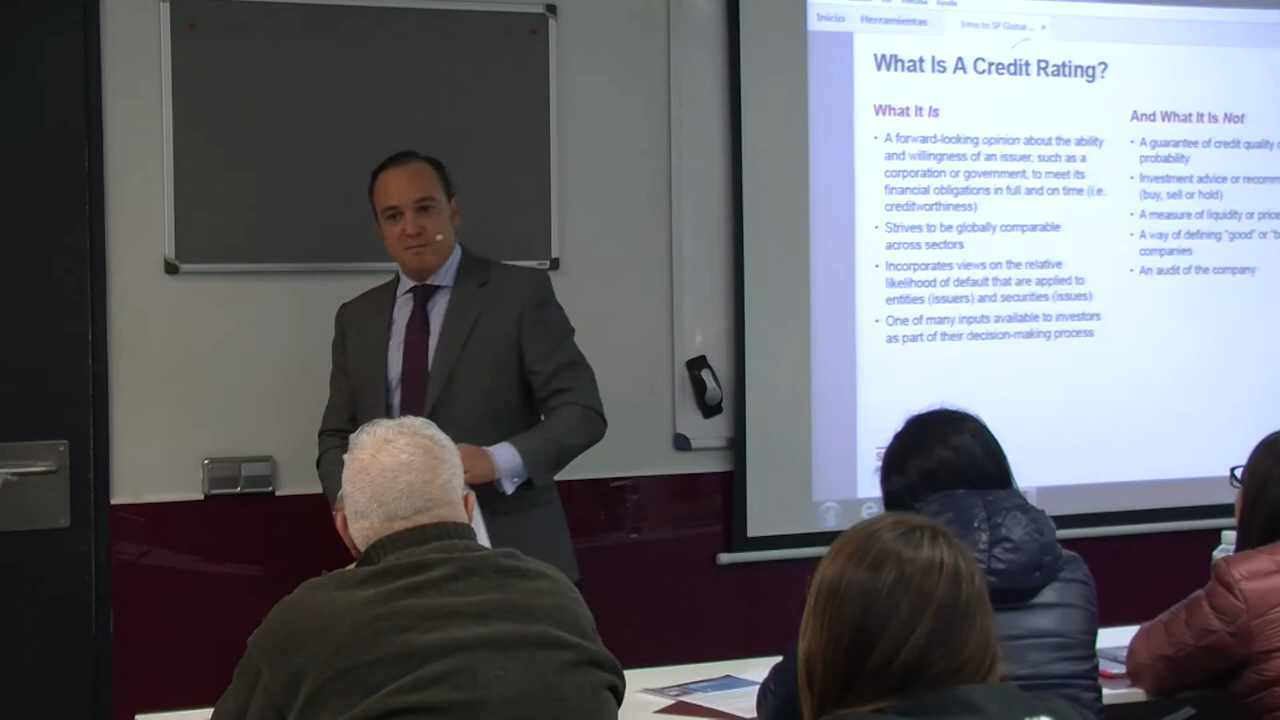 Ayuda
Inicio Herramientas Intro to SP Global ... ×
What Is A Credit Rating?
What It Is
• A forward-looking opinion about the ability
and willingness of an issuer, such as a
corporation or government, to meet its
financial obligations in full and on time (i.e.
creditworthiness)
• Strives to be globally comparable
across sectors
• Incorporates views on the relative
likelihood of default that are applied to
entities (issuers) and securities (issues)
• One of many inputs available to investors
as part of their decision-making process
And What It Is Not
• A guarantee of credit quality
probability
• Investment advice or
(buy, sell or hold)
• A measure of liquidity or
• A way of defining "good" or
companies
• An audit of the company